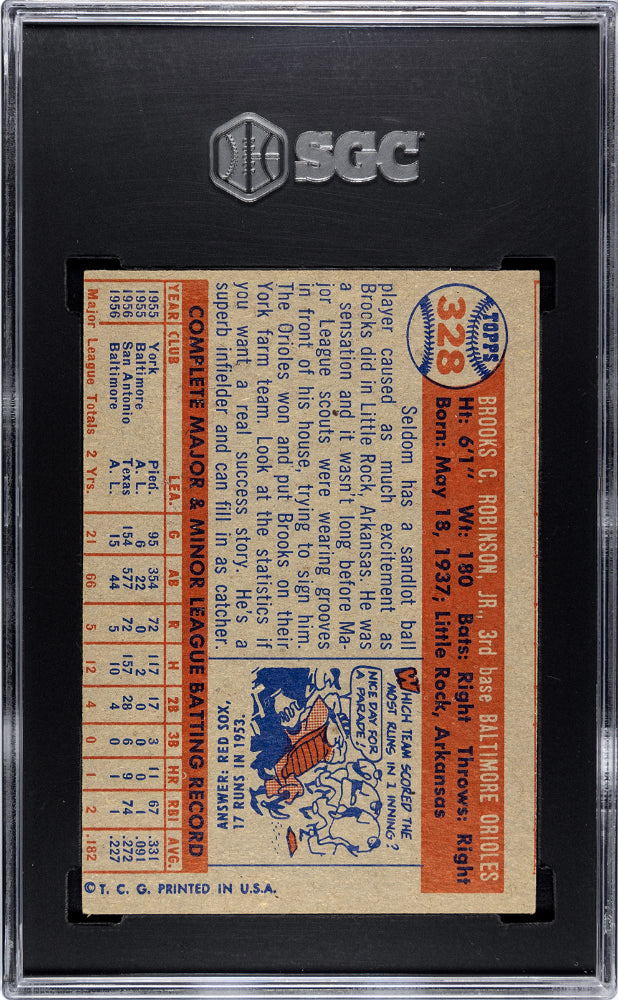 SGC
TOPPS
328
BROOKS C. ROBINSON, JR., 3rd base BALTIMORE ORIOLES
Ht: 6'1" Wt: 180 Bats: Right Throws: Right
Born: May 18, 1937; Little Rock, Arkansas
Seldom has a sandlot ball
player caused as much excitement as
Brooks did in Little Rock, Arkansas. He was
a sensation and it wasn't long before Ma-
jor League scouts were wearing grooves
in front of his house, trying to sign him.
The Orioles won and put Brooks on their
York farm team. Look at the statistics if
you want a real success story. He's a
superb infielder and can fill in as catcher.
WHICH TEAM SCORED THE
MOST RUNS IN 1 INNING?
NICE DAY FOR
A PARADE!
ANSWER: RED SOX,
17 RUNS IN 1953.
COMPLETE MAJOR & MINOR LEAGUE BATTING RECORD
YEAR CLUB LEA. G AB R H 2B 3B HR RBI AVG.
1955 York Pied. 95 354 72 117 17 3 11 67 .331
1955 Baltimore A. L. 6 22 0 2 0 0 0 1 .091
1956 San Antonio Texas 154 577 72 157 28 6 9 74 .272
1956 Baltimore A. L. 15 44 5 10 4 0 1 1 .227
Major League Totals 2 Yrs. 21 66 5 12 4 0 1 2 .182
© T. C. G. PRINTED IN U.S.A.